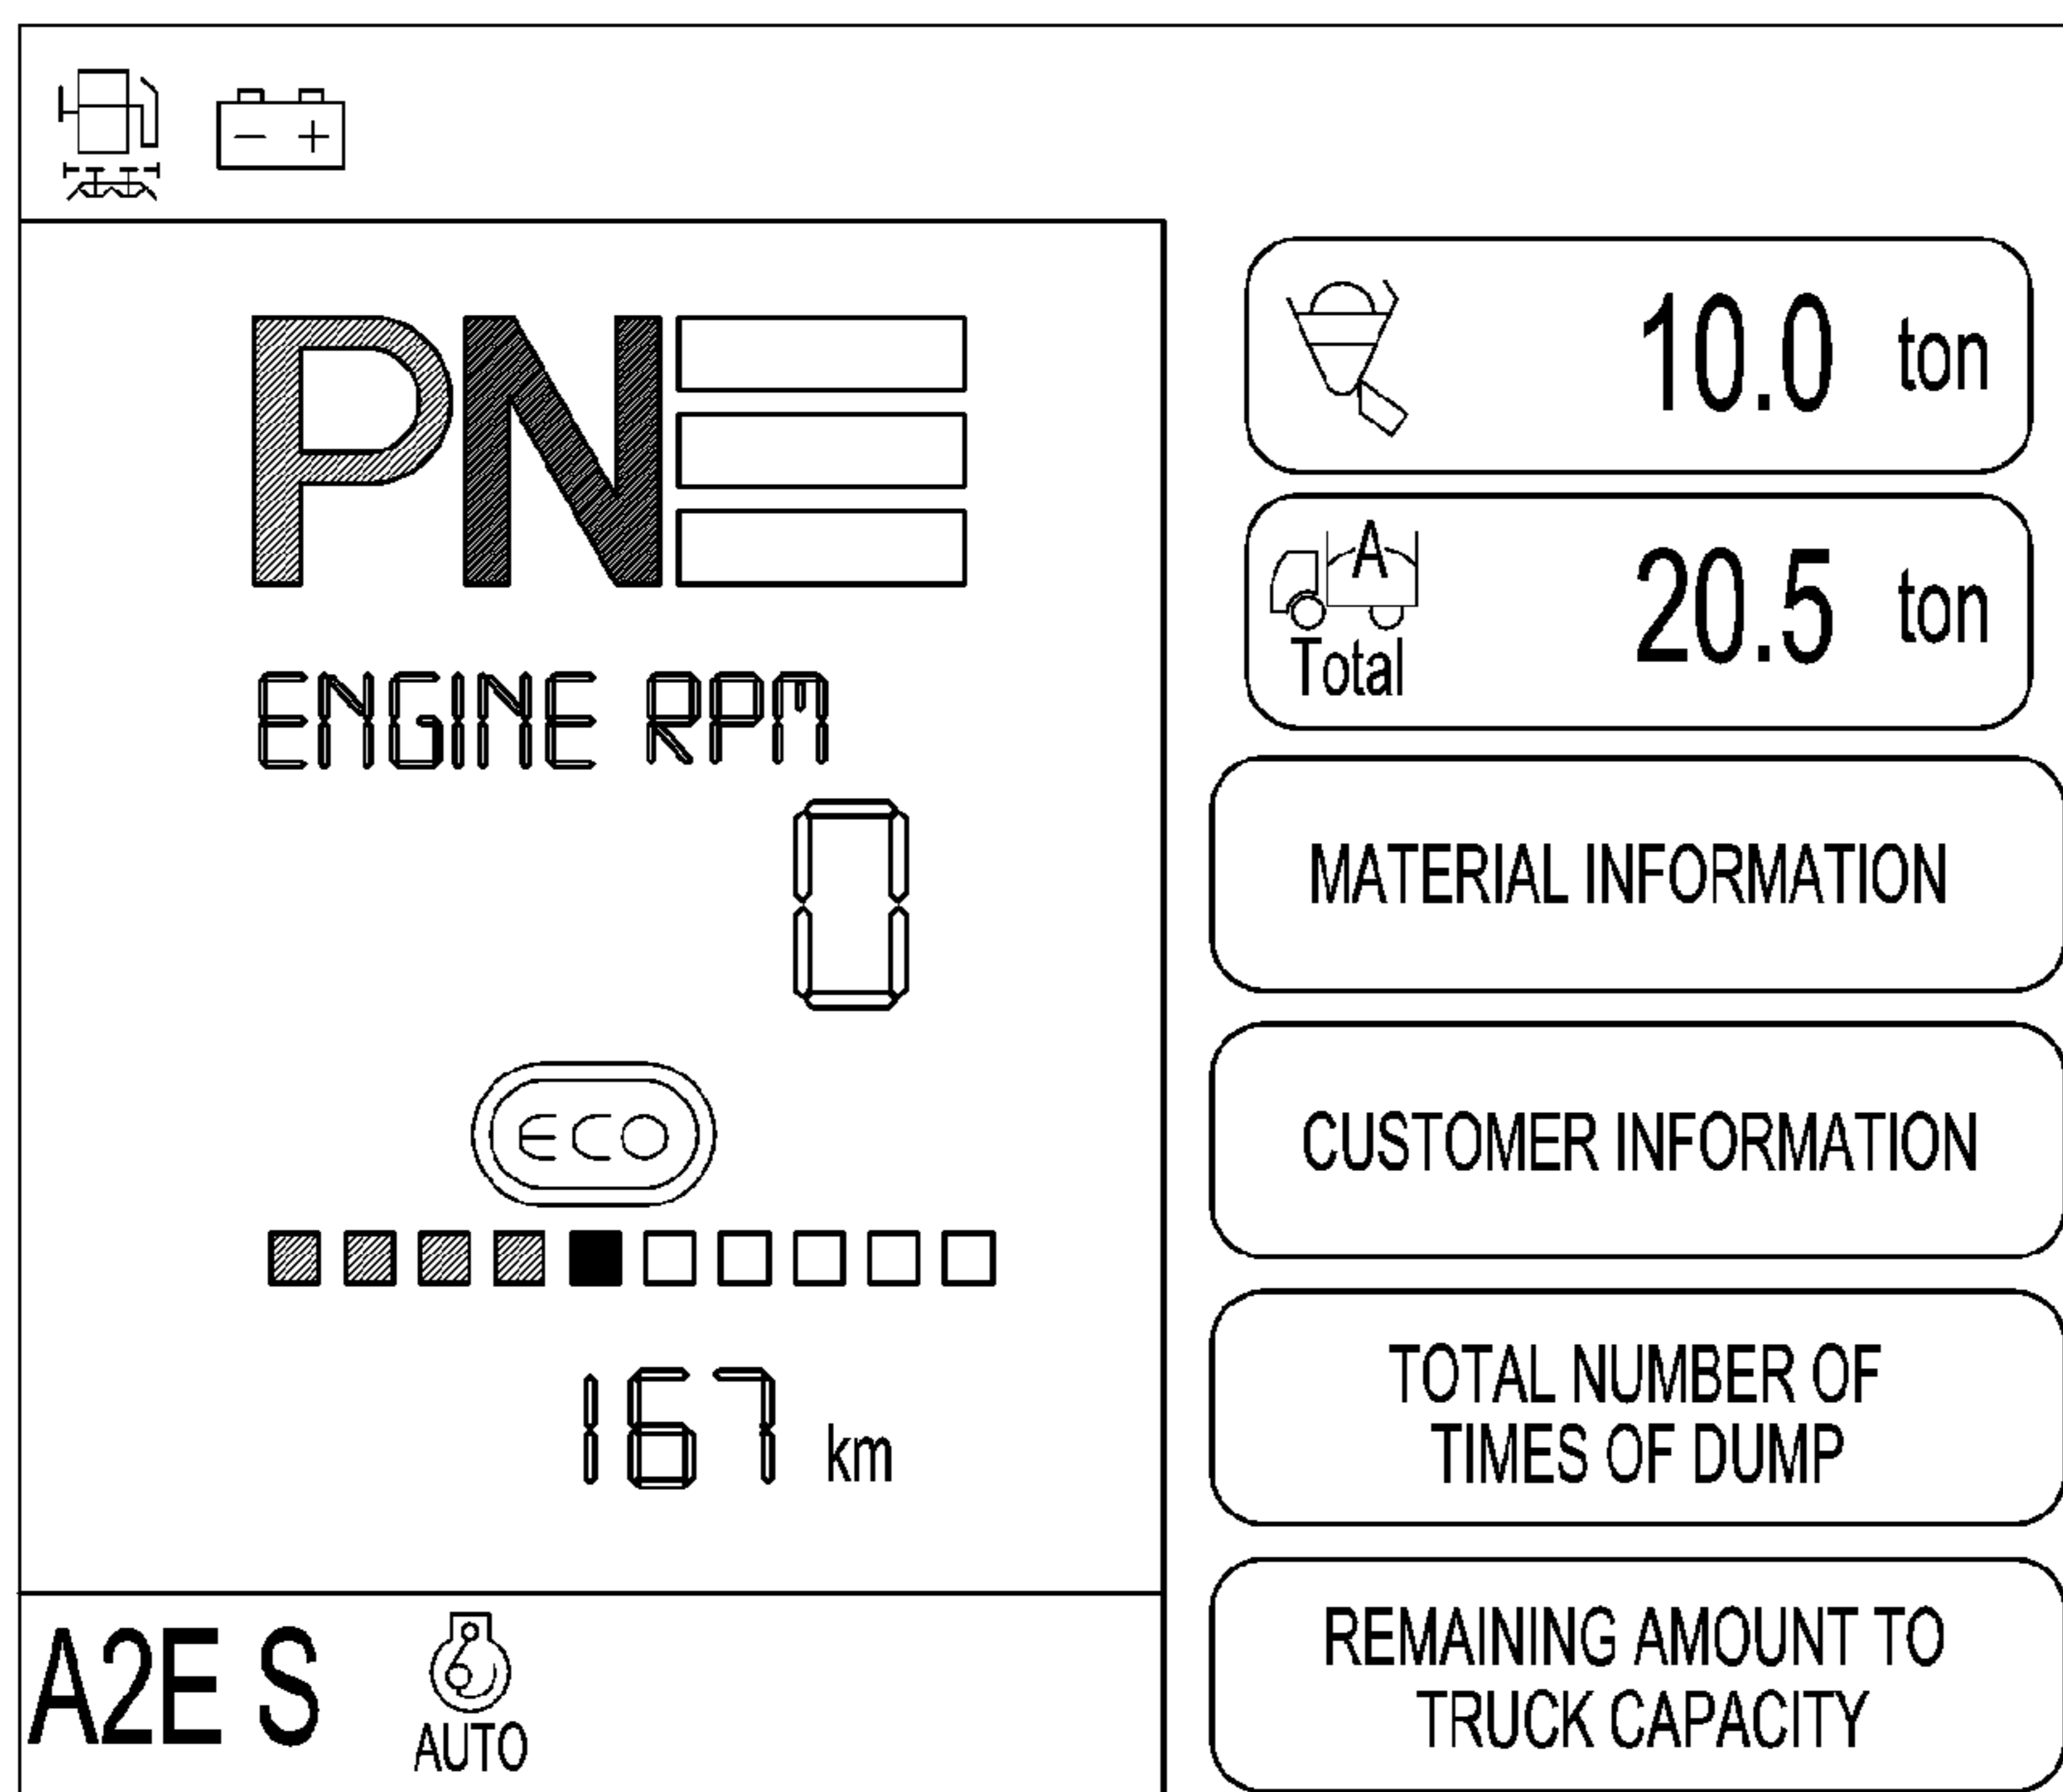 PN
ENGINE RPM
0
ECO
167 km
A2E S
AUTO
10.0 ton
A
20.5 ton
Total
MATERIAL INFORMATION
CUSTOMER INFORMATION
TOTAL NUMBER OF
TIMES OF DUMP
REMAINING AMOUNT TO
TRUCK CAPACITY